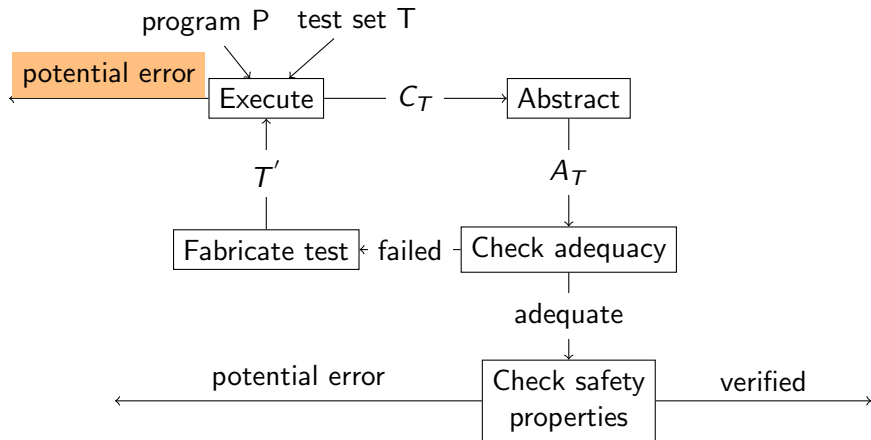 program P
test set T
potential error
Execute
C_T
Abstract
T′
A_T
Fabricate test
failed
Check adequacy
adequate
potential error
Check safety
properties
verified